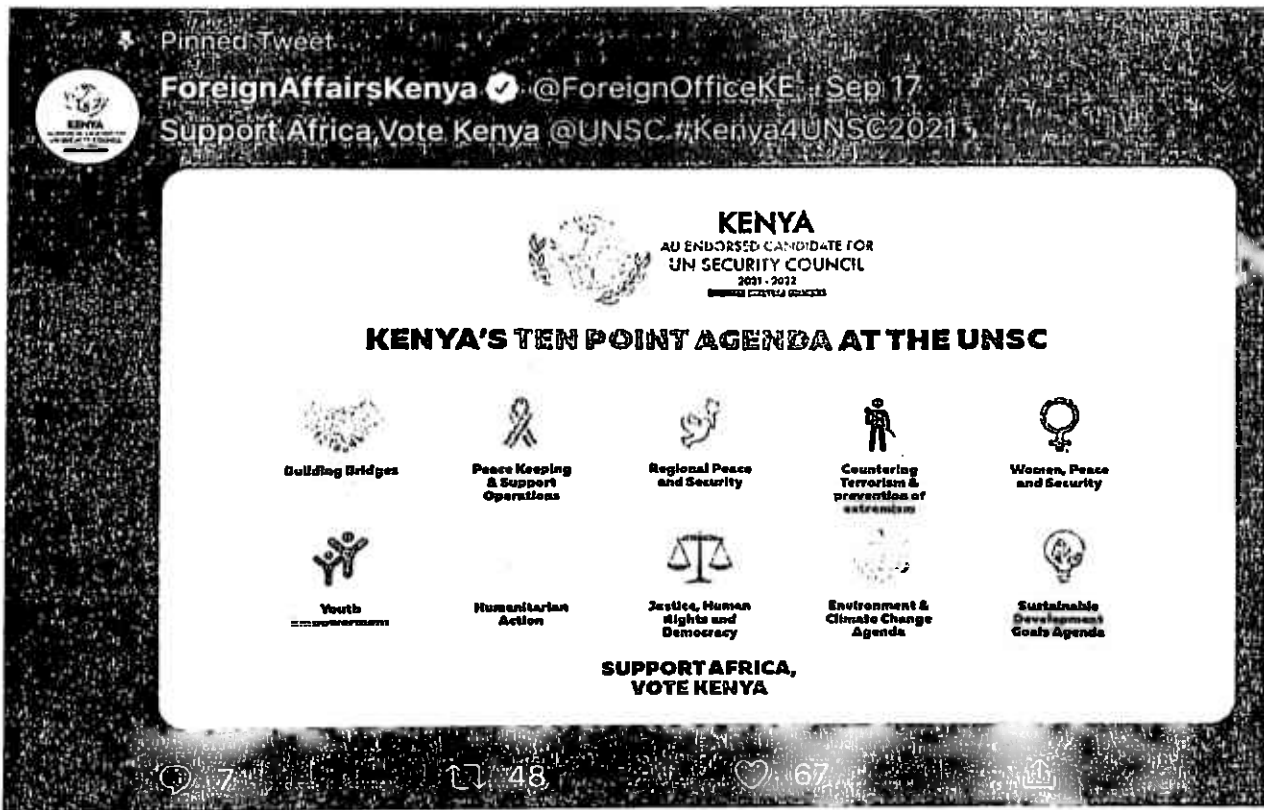 Pinned Tweet
ForeignAffairsKenya @ForeignOfficeKE · Sep 17
Support Africa,Vote Kenya @UNSC #Kenya4UNSC2021
KENYA
KENYA
AU ENDORSED CANDIDATE FOR
UN SECURITY COUNCIL
2021 - 2022
KENYA'S TEN POINT AGENDA AT THE UNSC
Building Bridges
Peace Keeping
& Support
Operations
Regional Peace
and Security
Countering
Terrorism &
prevention of
extremism
Women, Peace
and Security
Youth
Empowerment
Humanitarian
Action
Justice, Human
Rights and
Democracy
Environment &
Climate Change
Agenda
Sustainable
Development
Goals Agenda
SUPPORT AFRICA,
VOTE KENYA
7
48
67